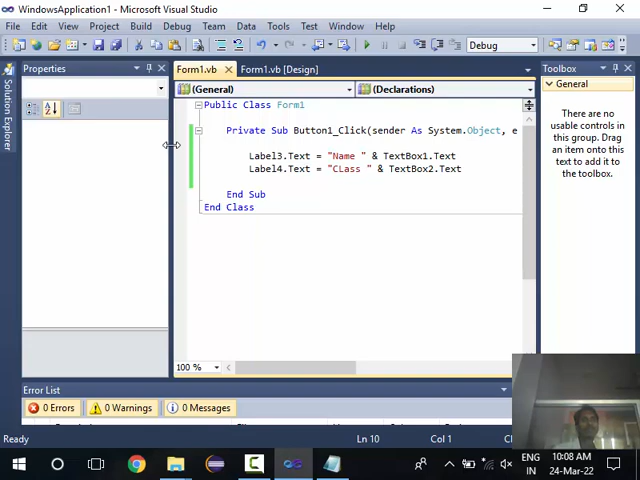 WindowsApplication1 - Microsoft Visual Studio
File Edit View Project Build Debug Team Data Tools Test Window Help
Debug
Solution Explorer
Properties
Form1.vb
Form1.vb [Design]
Toolbox
(General)
(Declarations)
General
Public Class Form1
Private Sub Button1_Click(sender As System.Object, e
Label3.Text = "Name " & TextBox1.Text
Label4.Text = "CLass " & TextBox2.Text
End Sub
End Class
There are no
usable controls in
this group. Drag
an item onto this
text to add it to
the toolbox.
100 %
Error List
0 Errors
0 Warnings
0 Messages
Ready
Ln 10
Col 1
ENG
IN
10:08 AM
24-Mar-22